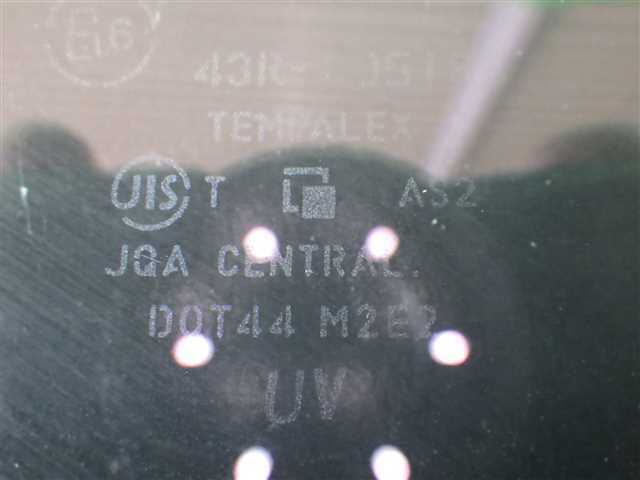 E6
TEMPALEX
JIS T AS2
JQA CENTRAL.
DOT44 M2E2
UV